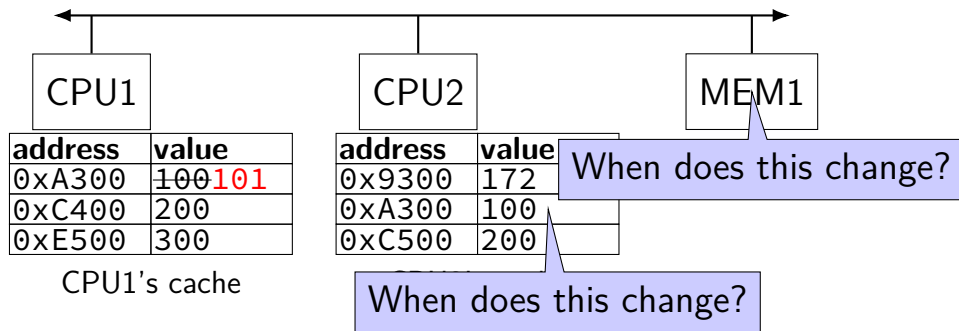 CPU1 CPU2 MEM1
address value
0xA300 100101
0xC400 200
0xE500 300
CPU1's cache
address value
0x9300 172
0xA300 100
0xC500 200
When does this change?
When does this change?